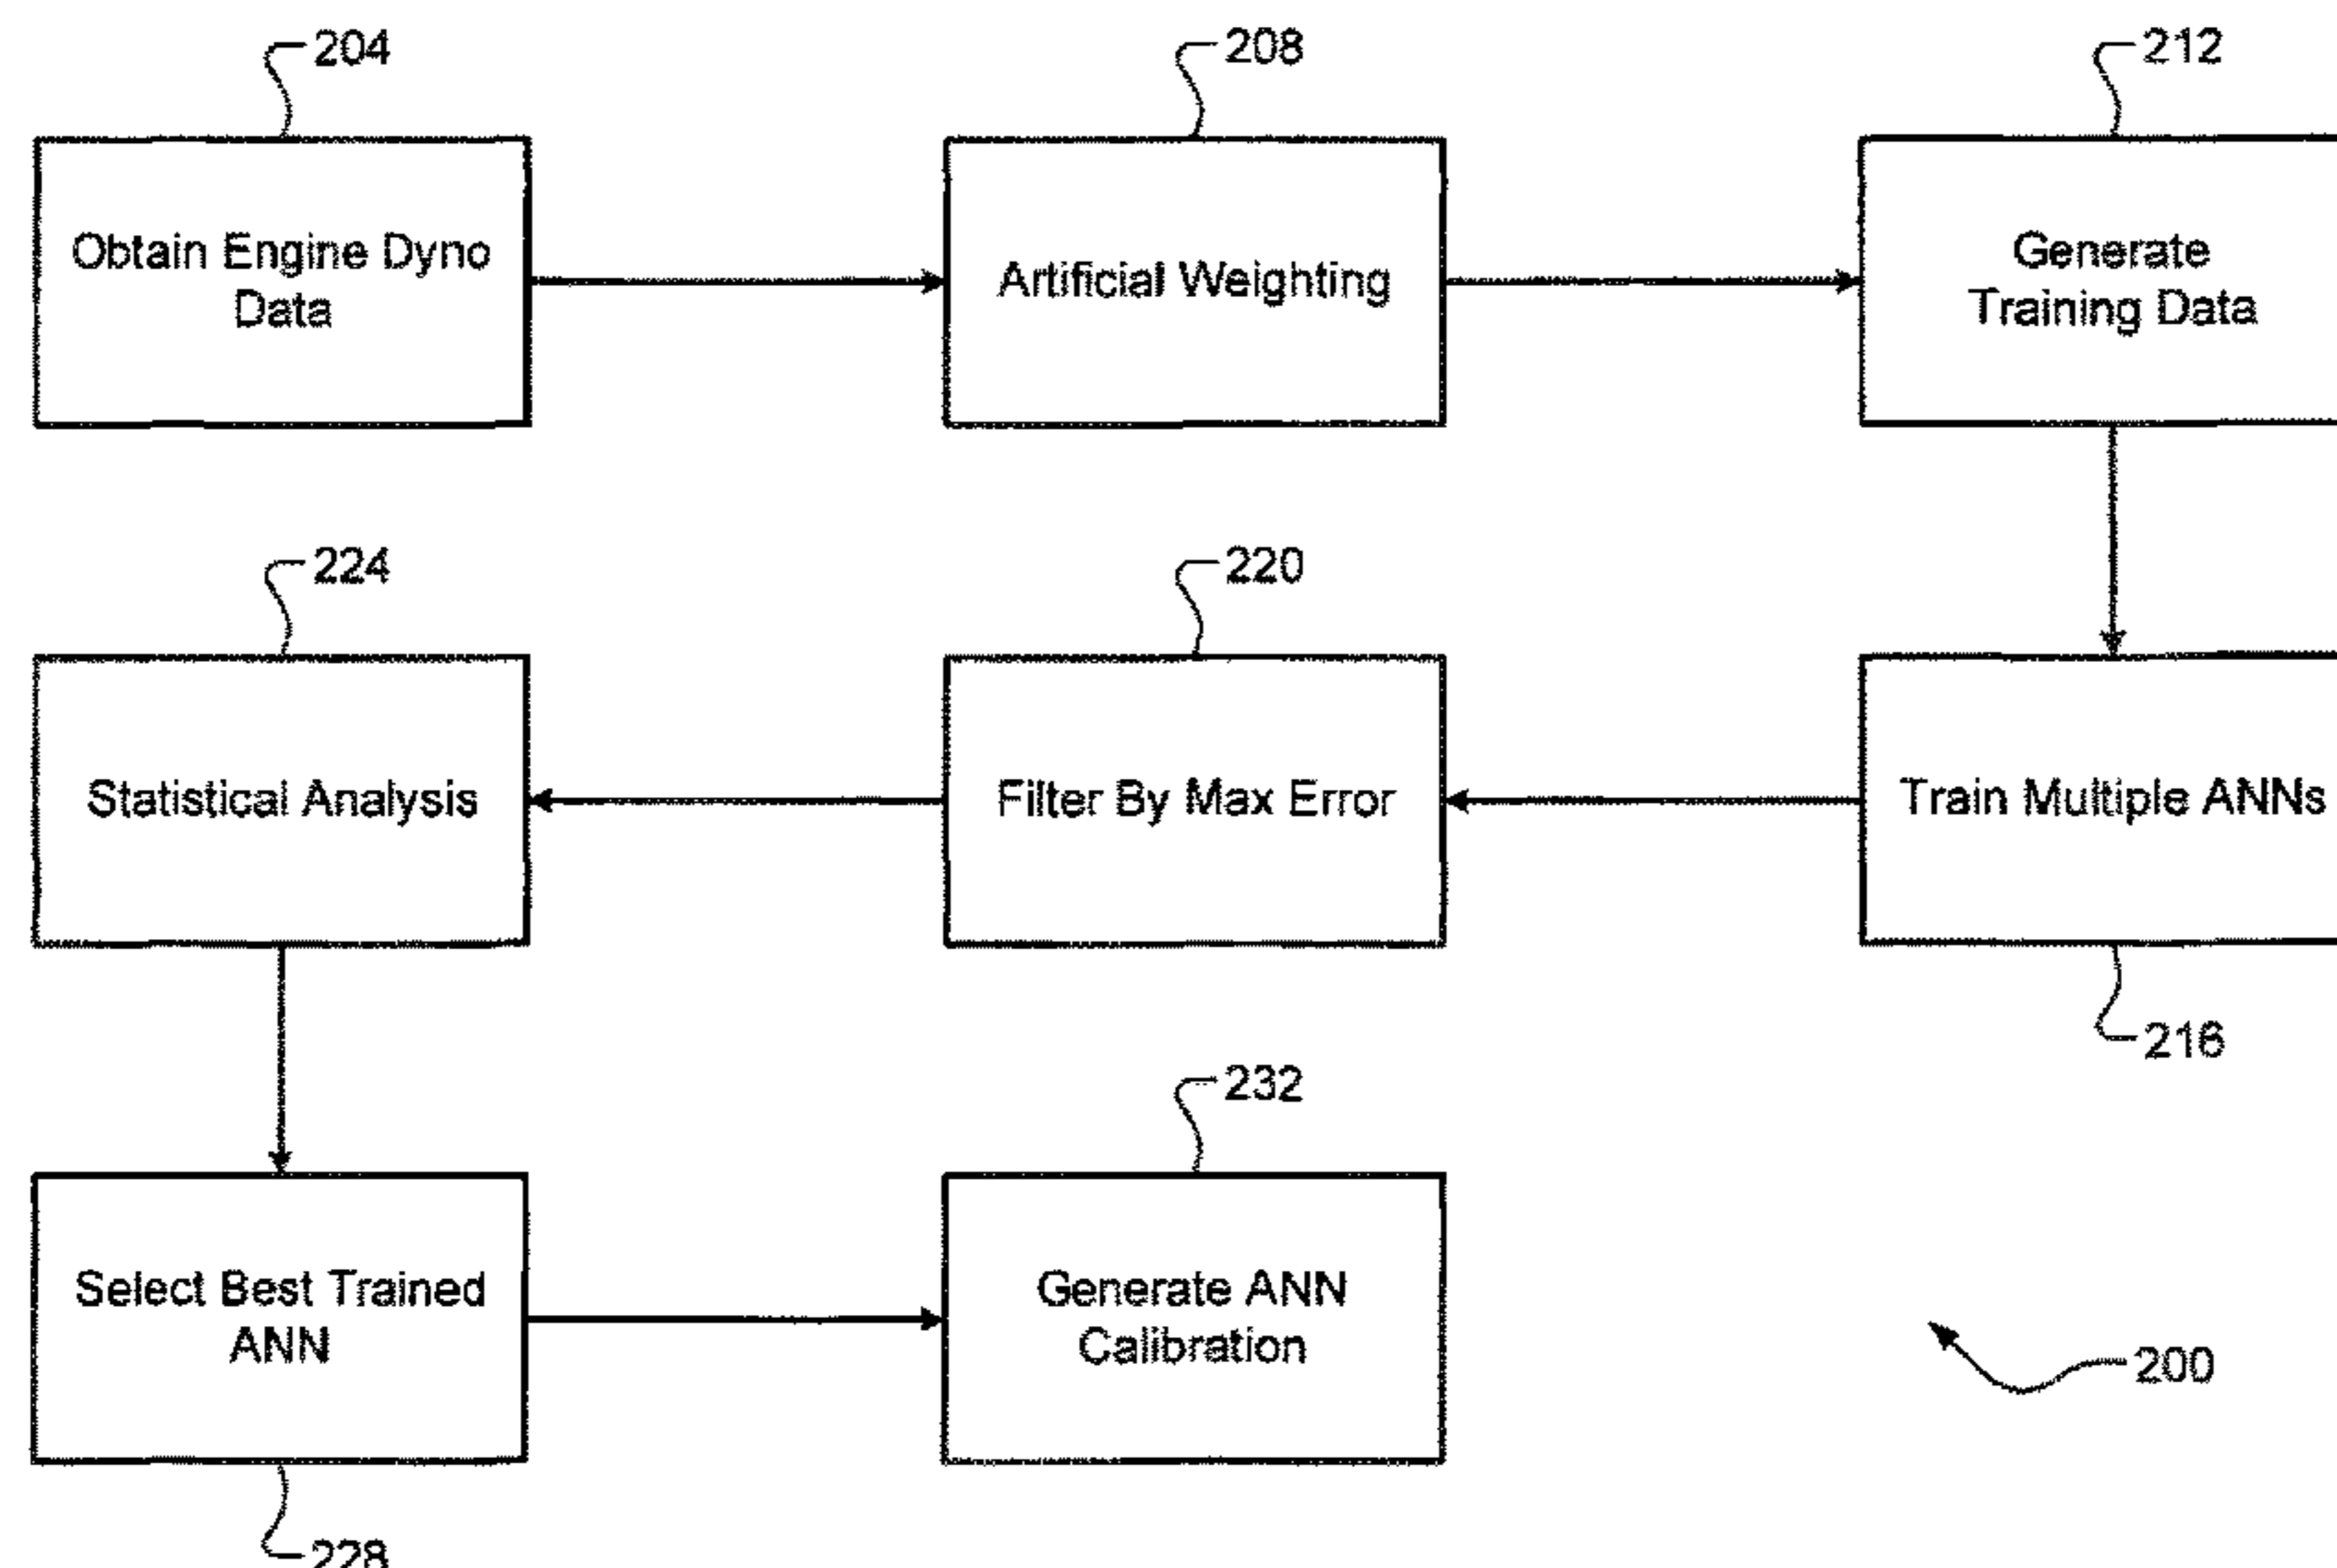 204
208
212
Obtain Engine Dyno
Data
Artificial Weighting
Generate
Training Data
224
220
Statistical Analysis
Filter By Max Error
Train Multiple ANNs
216
232
Select Best Trained
ANN
Generate ANN
Calibration
200
228